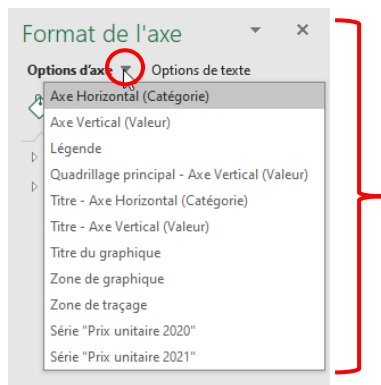 Format de l'axe
Options d'axe Options de texte
Axe Horizontal (Catégorie)
Axe Vertical (Valeur)
Légende
Quadrillage principal - Axe Vertical (Valeur)
Titre - Axe Horizontal (Catégorie)
Titre - Axe Vertical (Valeur)
Titre du graphique
Zone de graphique
Zone de traçage
Série "Prix unitaire 2020"
Série "Prix unitaire 2021"